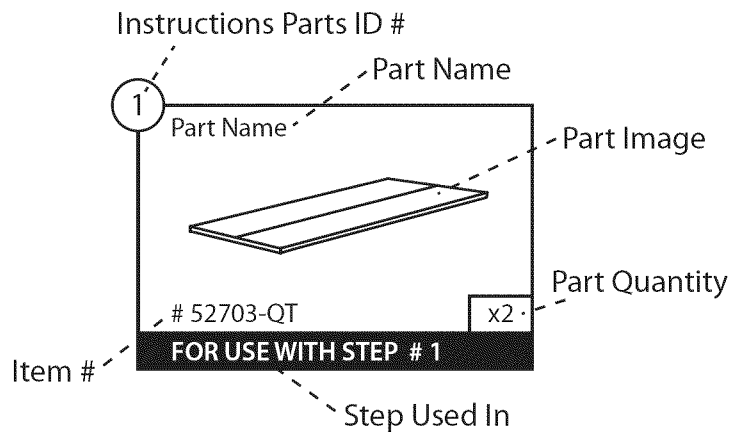 Instructions Parts ID #
Part Name
1
Part Name
Part Image
# 52703-QT
x2
Part Quantity
FOR USE WITH STEP # 1
Item #
Step Used In